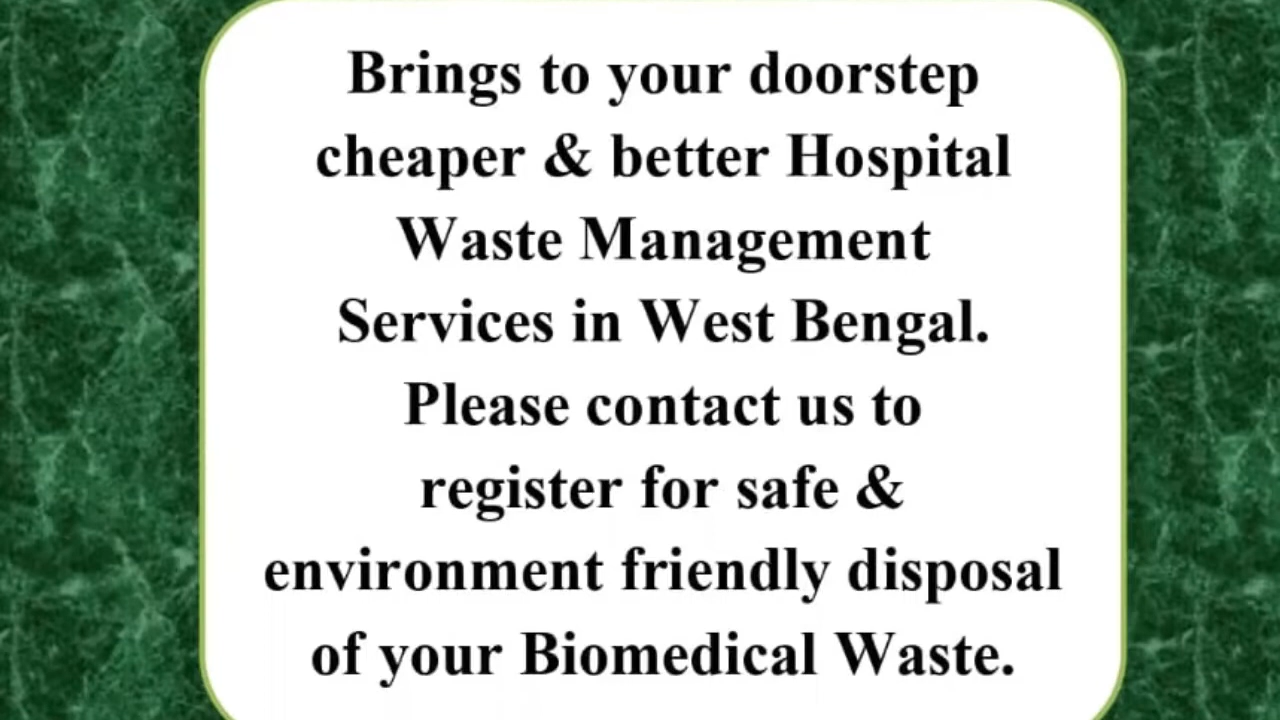 Brings to your doorstep
cheaper & better Hospital
Waste Management
Services in West Bengal.
Please contact us to
register for safe &
environment friendly disposal
of your Biomedical Waste.